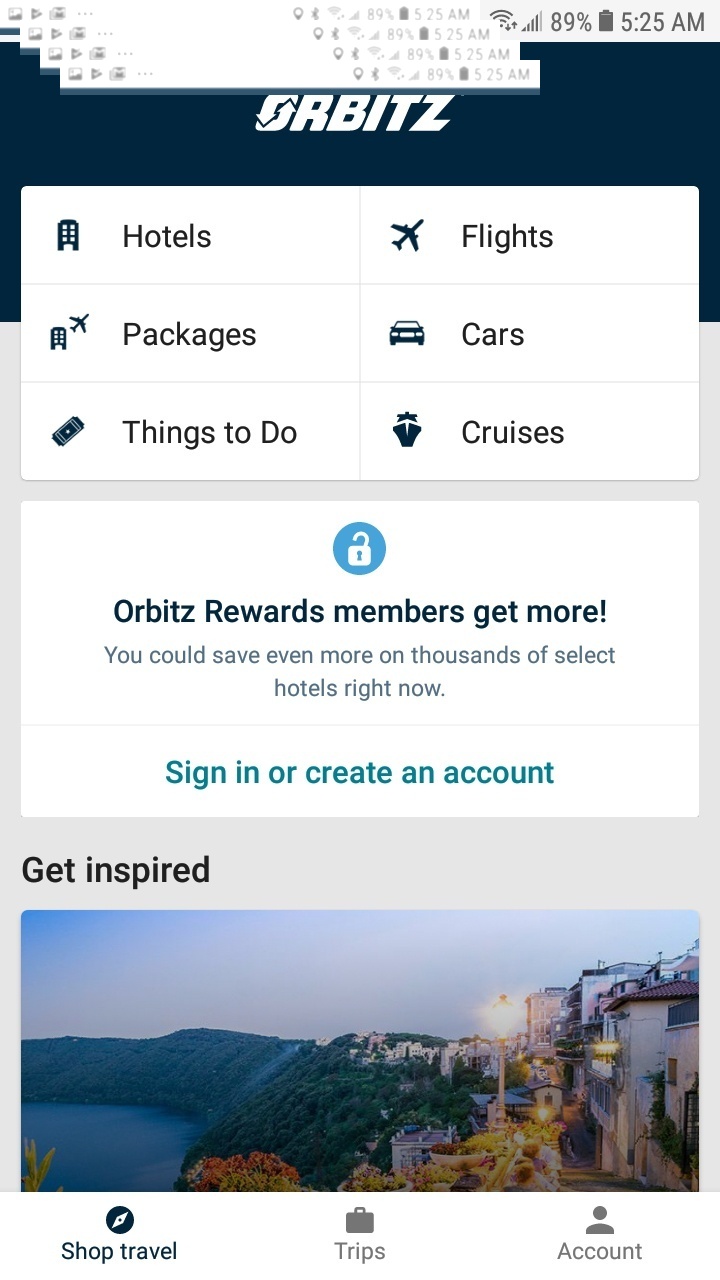 89% 5:25 AM
89% 5:25 AM
89% 5:25 AM
89% 5:25 AM
89% 5:25 AM
ORBITZ
Hotels
Flights
Packages
Cars
Things to Do
Cruises
Orbitz Rewards members get more!
You could save even more on thousands of select
hotels right now.
Sign in or create an account
Get inspired
Shop travel
Trips
Account